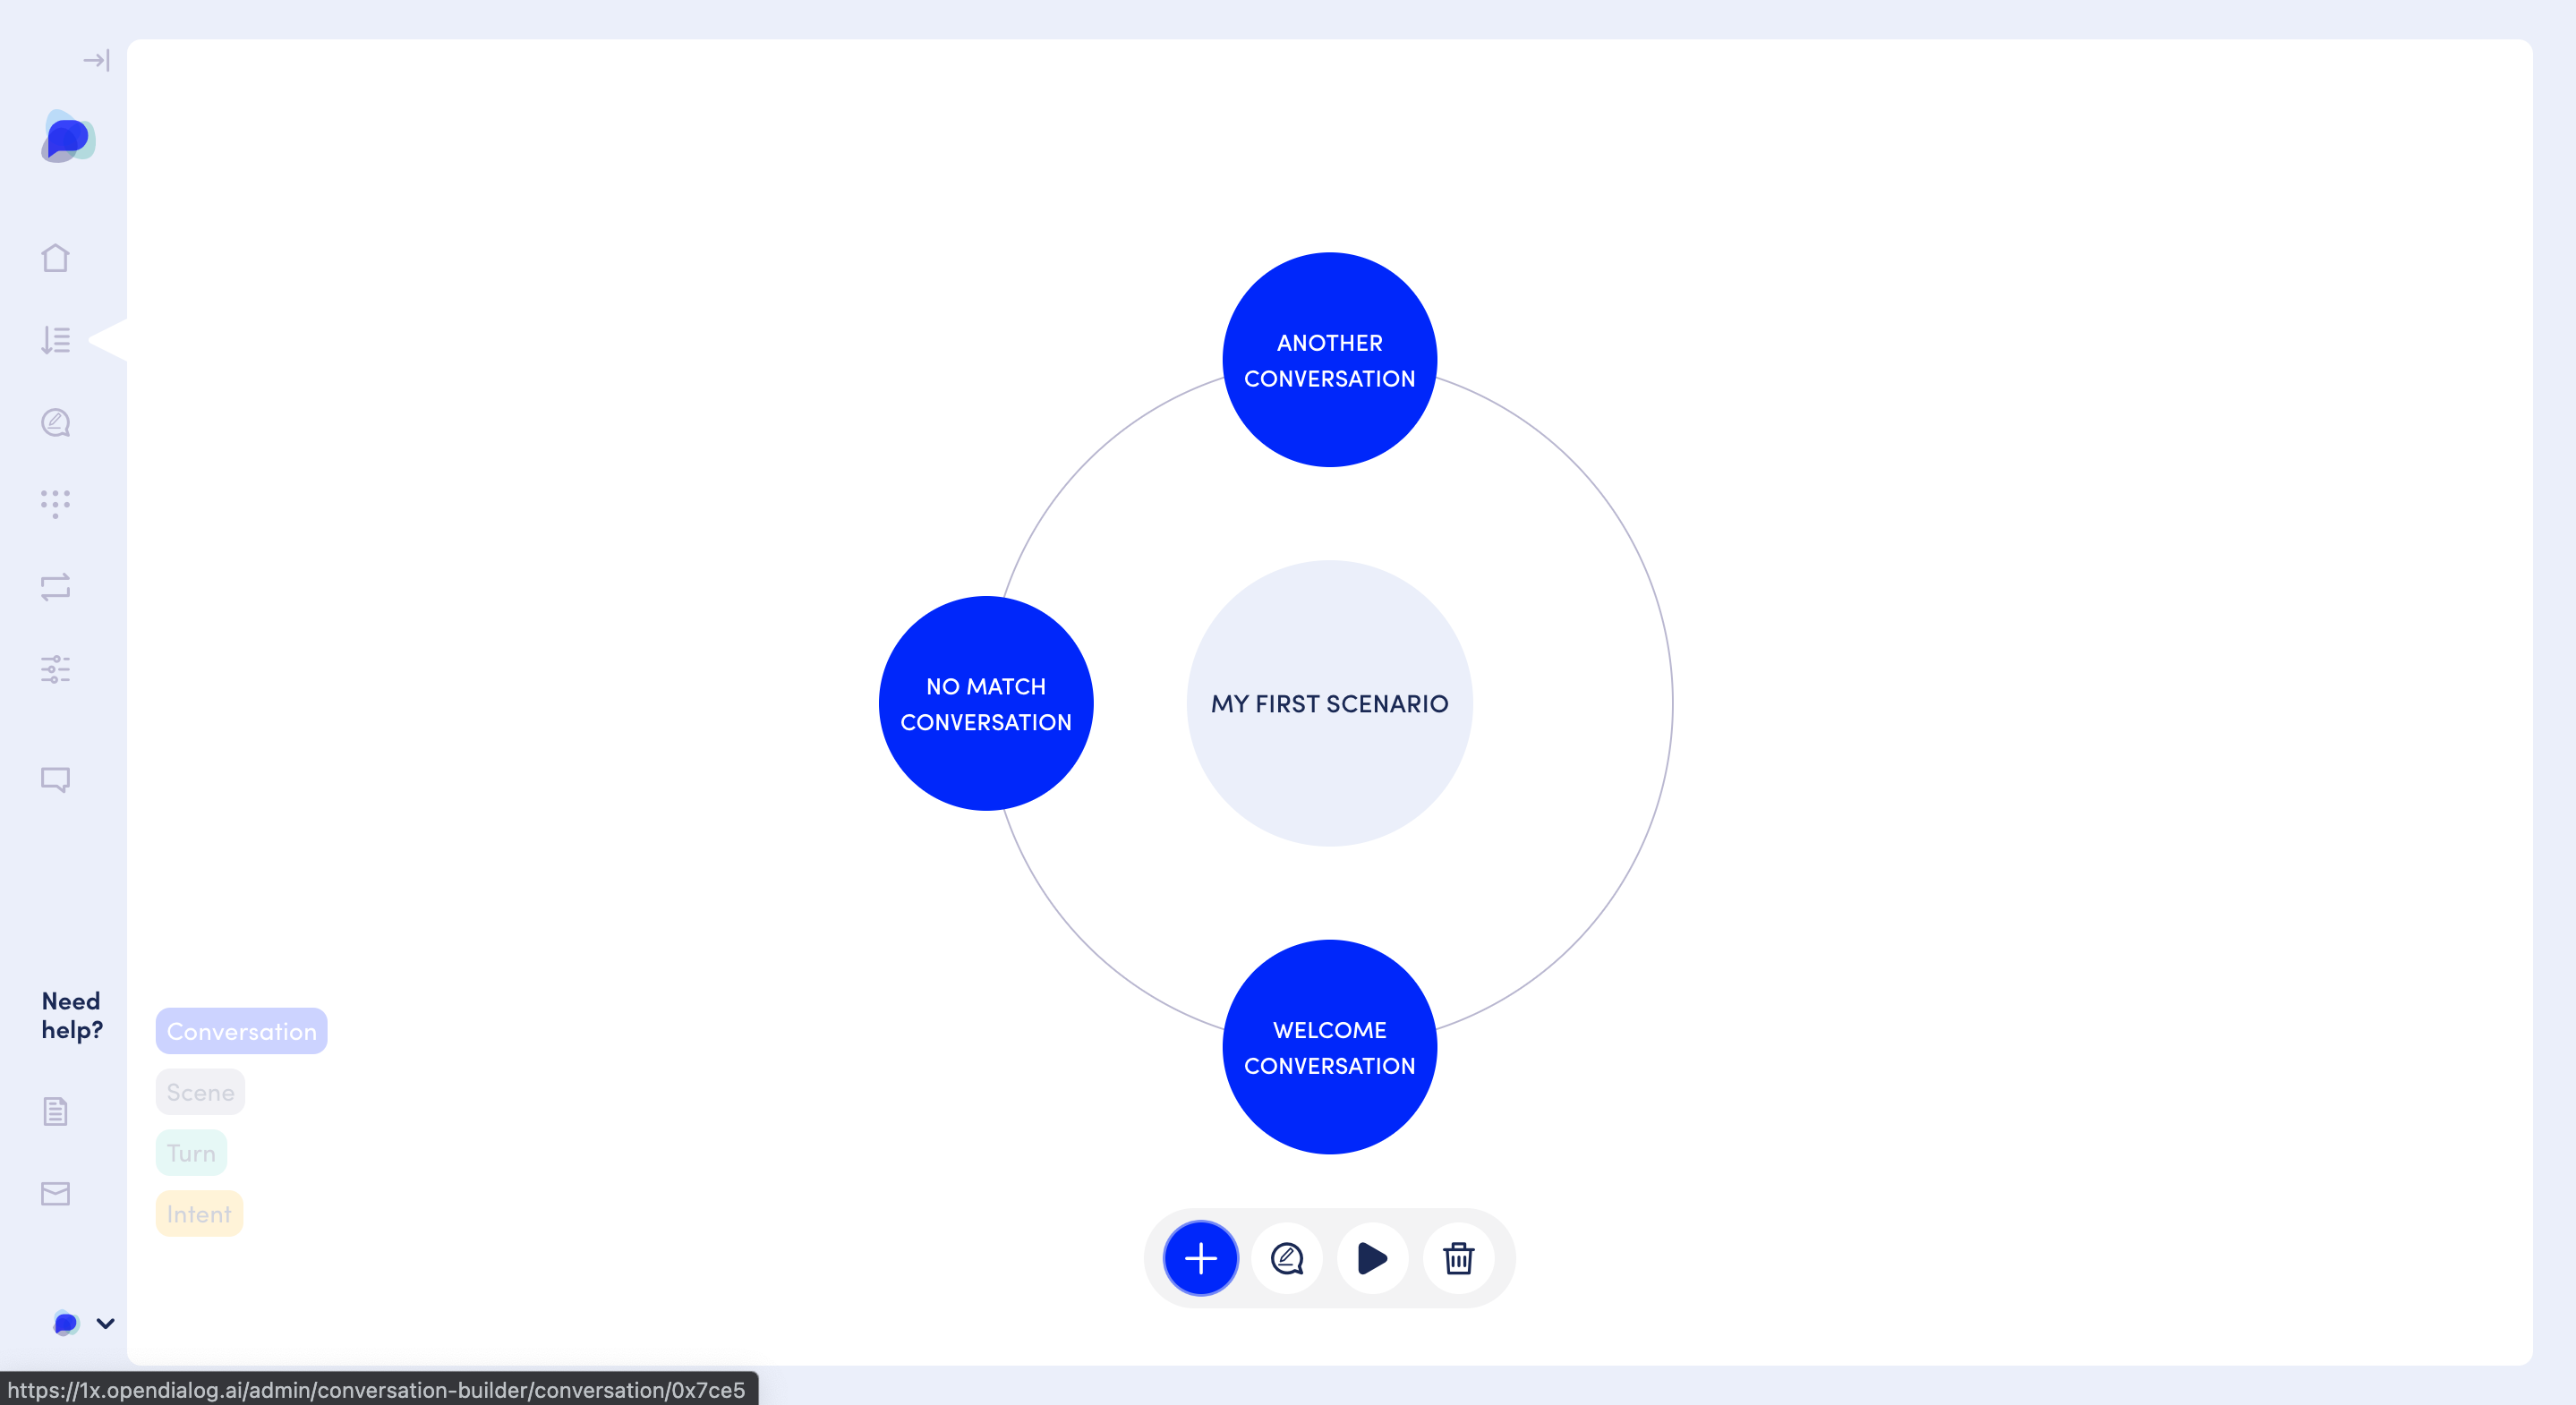 ANOTHER
CONVERSATION
NO MATCH
CONVERSATION
MY FIRST SCENARIO
WELCOME
CONVERSATION
Need
help?
Conversation
Scene
Turn
Intent
https://1x.opendialog.ai/admin/conversation-builder/conversation/0x7ce5